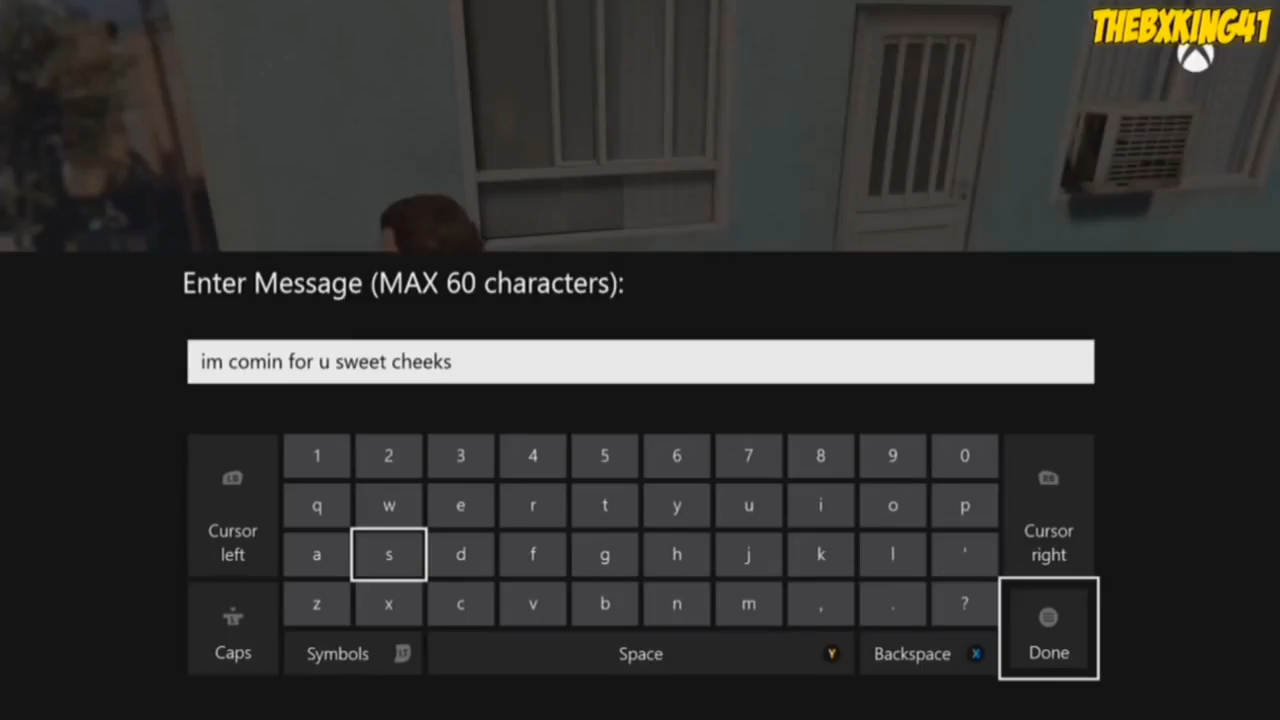 THEBXKING41
Enter Message (MAX 60 characters):
im comin for u sweet cheeks
1 2 3 4 5 6 7 8 9 0
q w e r t y u i o p
Cursor left
a s d f g h j k l '
Cursor right
z x c v b n m , . ?
Caps
Symbols LT
Space Y
Backspace X
Done